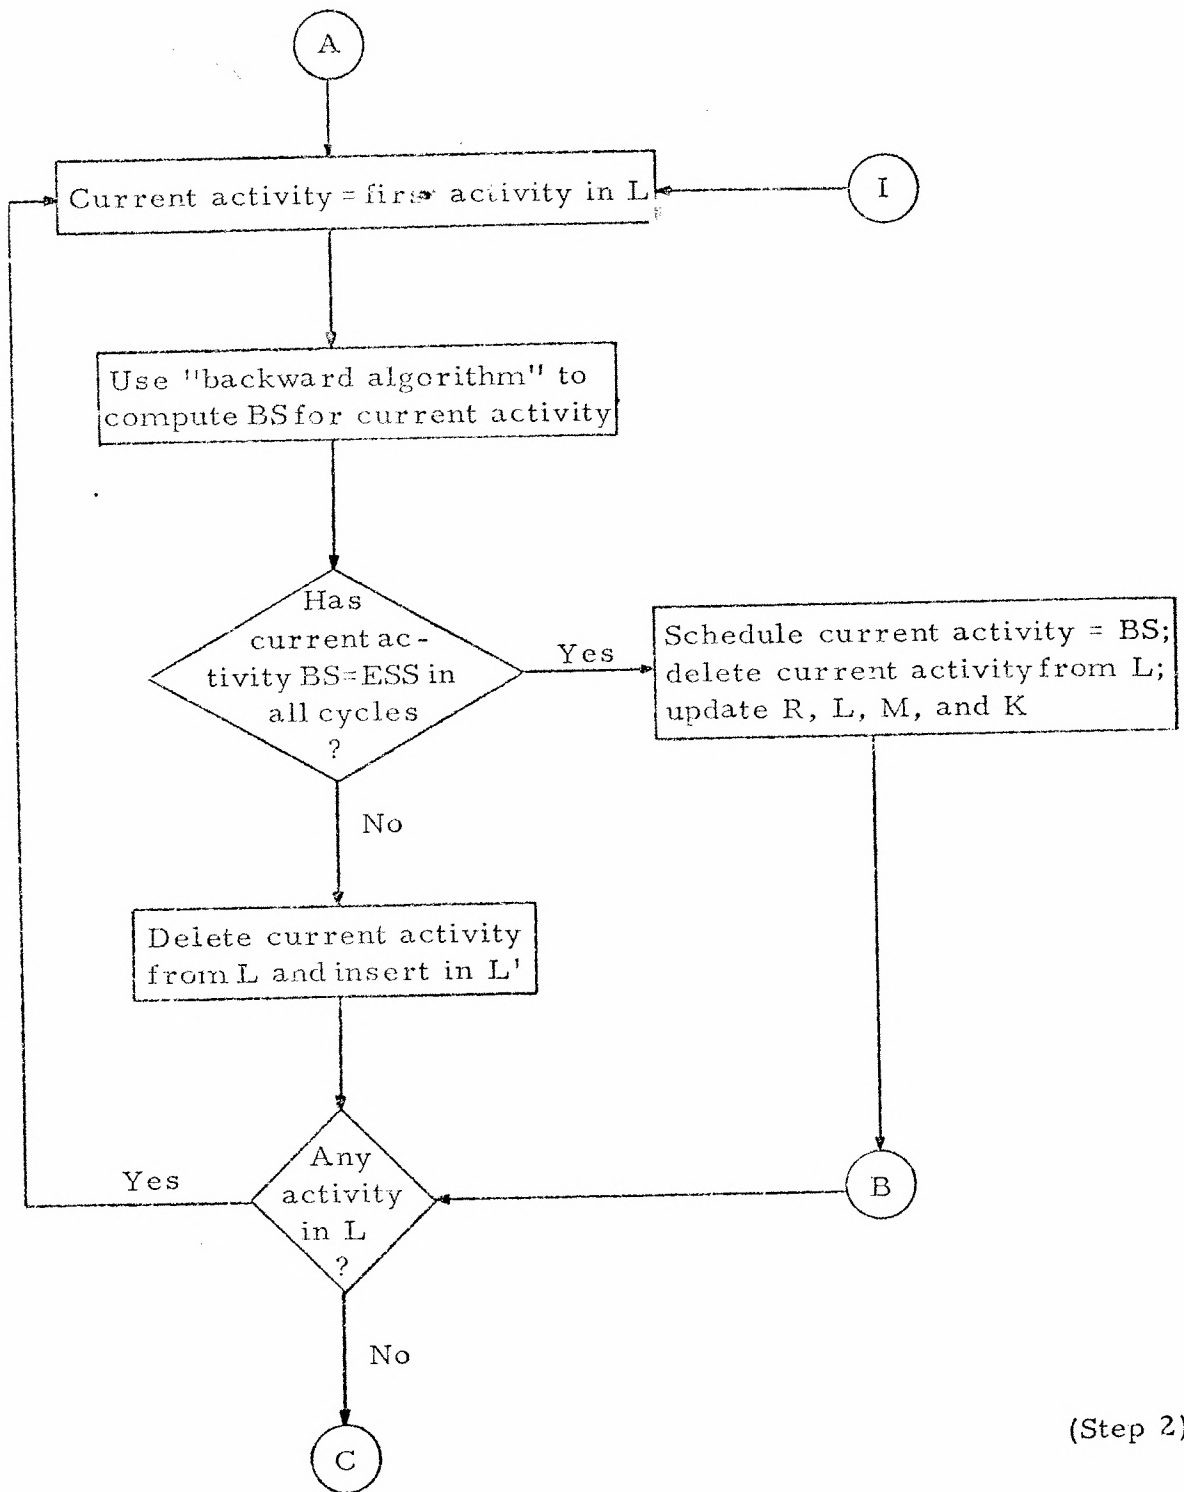 A
Current activity = first activity in L
I
Use "backward algorithm" to
compute BS for current activity
Has
current ac-
tivity BS=ESS in
all cycles
?
Yes
Schedule current activity = BS;
delete current activity from L;
update R, L, M, and K
No
Delete current activity
from L and insert in L'
Any
activity
in L
?
Yes
B
No
C
(Step 2)